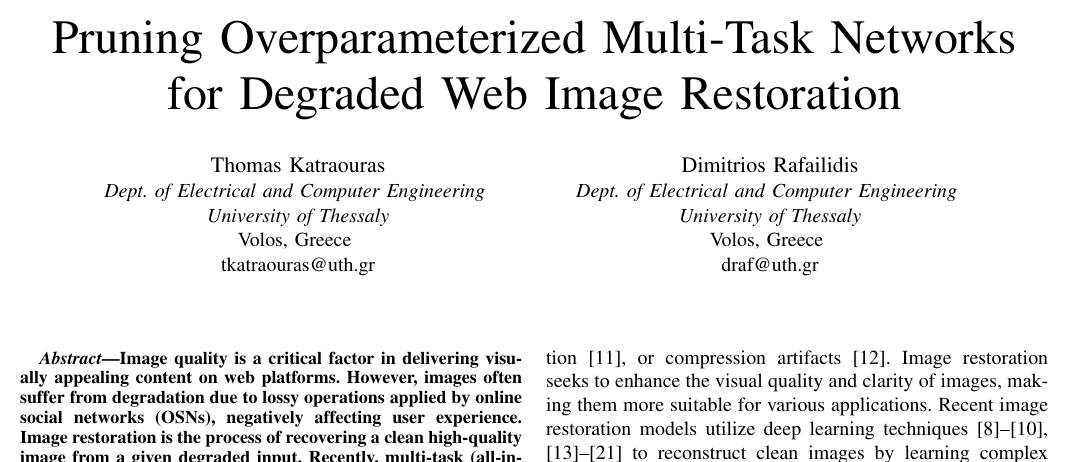 Pruning Overparameterized Multi-Task Networks
for Degraded Web Image Restoration
Thomas Katraouras
Dept. of Electrical and Computer Engineering
University of Thessaly
Volos, Greece
tkatraouras@uth.gr
Dimitrios Rafailidis
Dept. of Electrical and Computer Engineering
University of Thessaly
Volos, Greece
draf@uth.gr
Abstract—Image quality is a critical factor in delivering visu-
ally appealing content on web platforms. However, images often
suffer from degradation due to lossy operations applied by online
social networks (OSNs), negatively affecting user experience.
Image restoration is the process of recovering a clean high-quality
image from a given degraded input. Recently, multi-task (all-in-
tion [11], or compression artifacts [12]. Image restoration
seeks to enhance the visual quality and clarity of images, mak-
ing them more suitable for various applications. Recent image
restoration models utilize deep learning techniques [8]–[10],
[13]–[21] to reconstruct clean images by learning complex